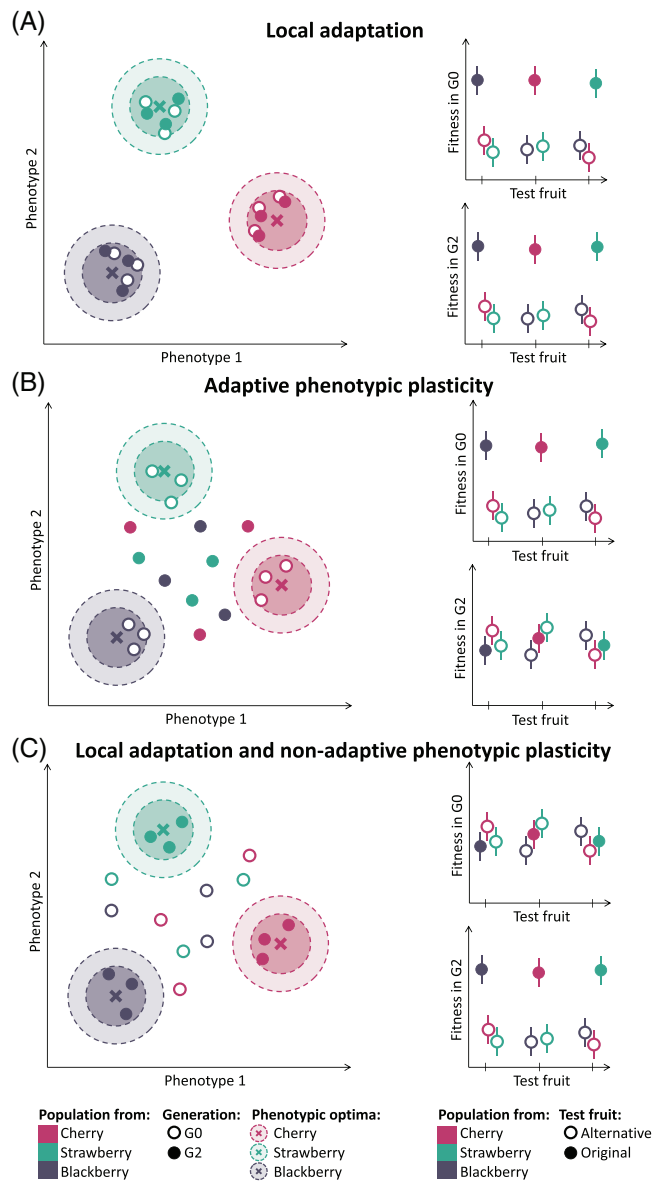 (A)
Local adaptation
Phenotype 2
Phenotype 1
Fitness in G0
Test fruit
Fitness in G2
Test fruit
(B)
Adaptive phenotypic plasticity
Phenotype 2
Phenotype 1
Fitness in G0
Test fruit
Fitness in G2
Test fruit
(C)
Local adaptation and non-adaptive phenotypic plasticity
Phenotype 2
Phenotype 1
Fitness in G0
Test fruit
Fitness in G2
Test fruit
Population from:
Cherry
Strawberry
Blackberry
Generation:
G0
G2
Phenotypic optima:
Cherry
Strawberry
Blackberry
Population from:
Cherry
Strawberry
Blackberry
Test fruit:
Alternative
Original